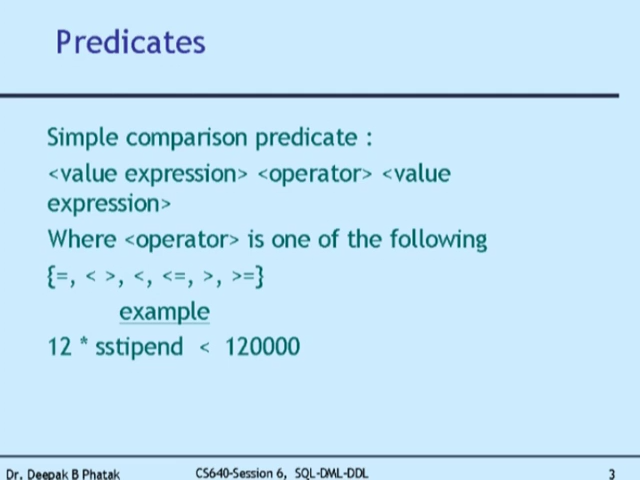 Predicates
Simple comparison predicate :
<value expression> <operator> <value
expression>
Where <operator> is one of the following
{=, < >, <, <=, >, >=}
example
12 * sstipend < 120000
Dr. Deepak B Phatak CS640-Session 6, SQL-DML-DDL 3